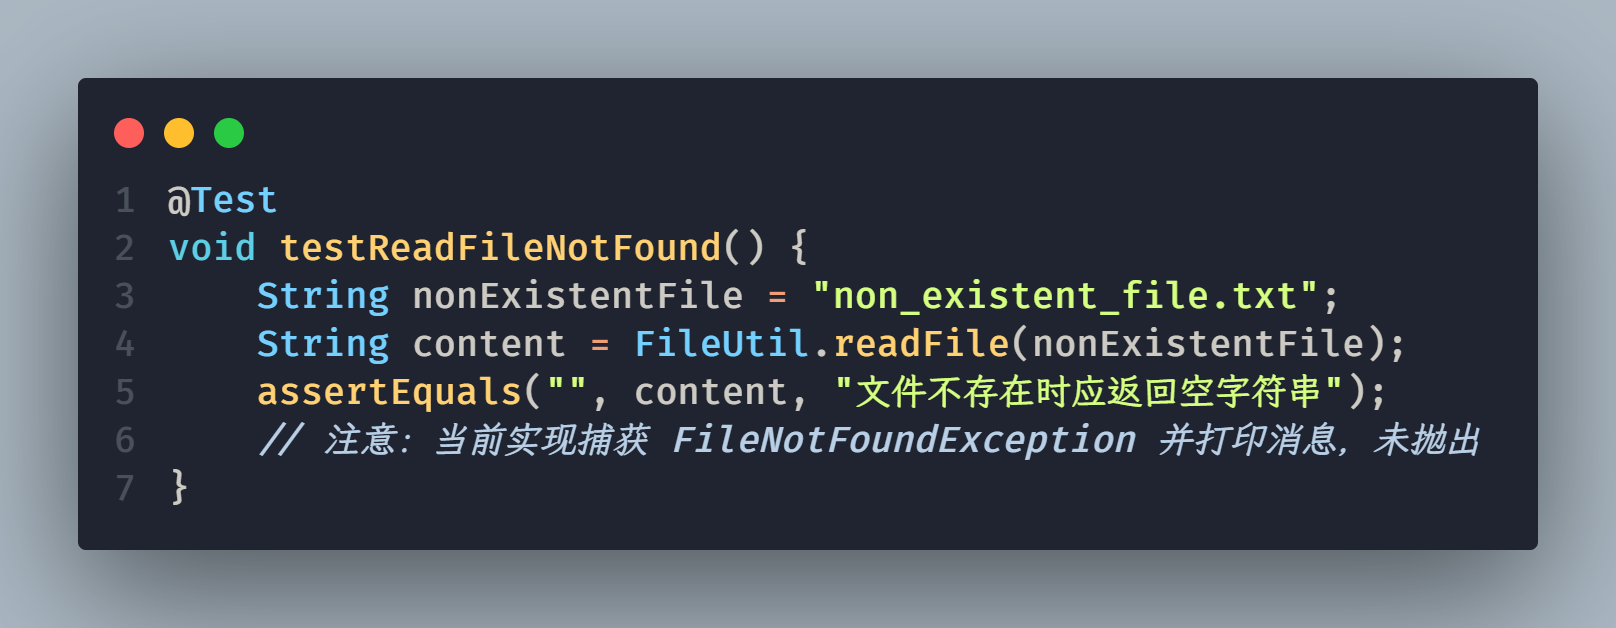 1 @Test
2 void testReadFileNotFound() {
3     String nonExistentFile = "non_existent_file.txt";
4     String content = FileUtil.readFile(nonExistentFile);
5     assertEquals("", content, "文件不存在时应返回空字符串");
6     // 注意：当前实现捕获 FileNotFoundException 并打印消息，未抛出
7 }